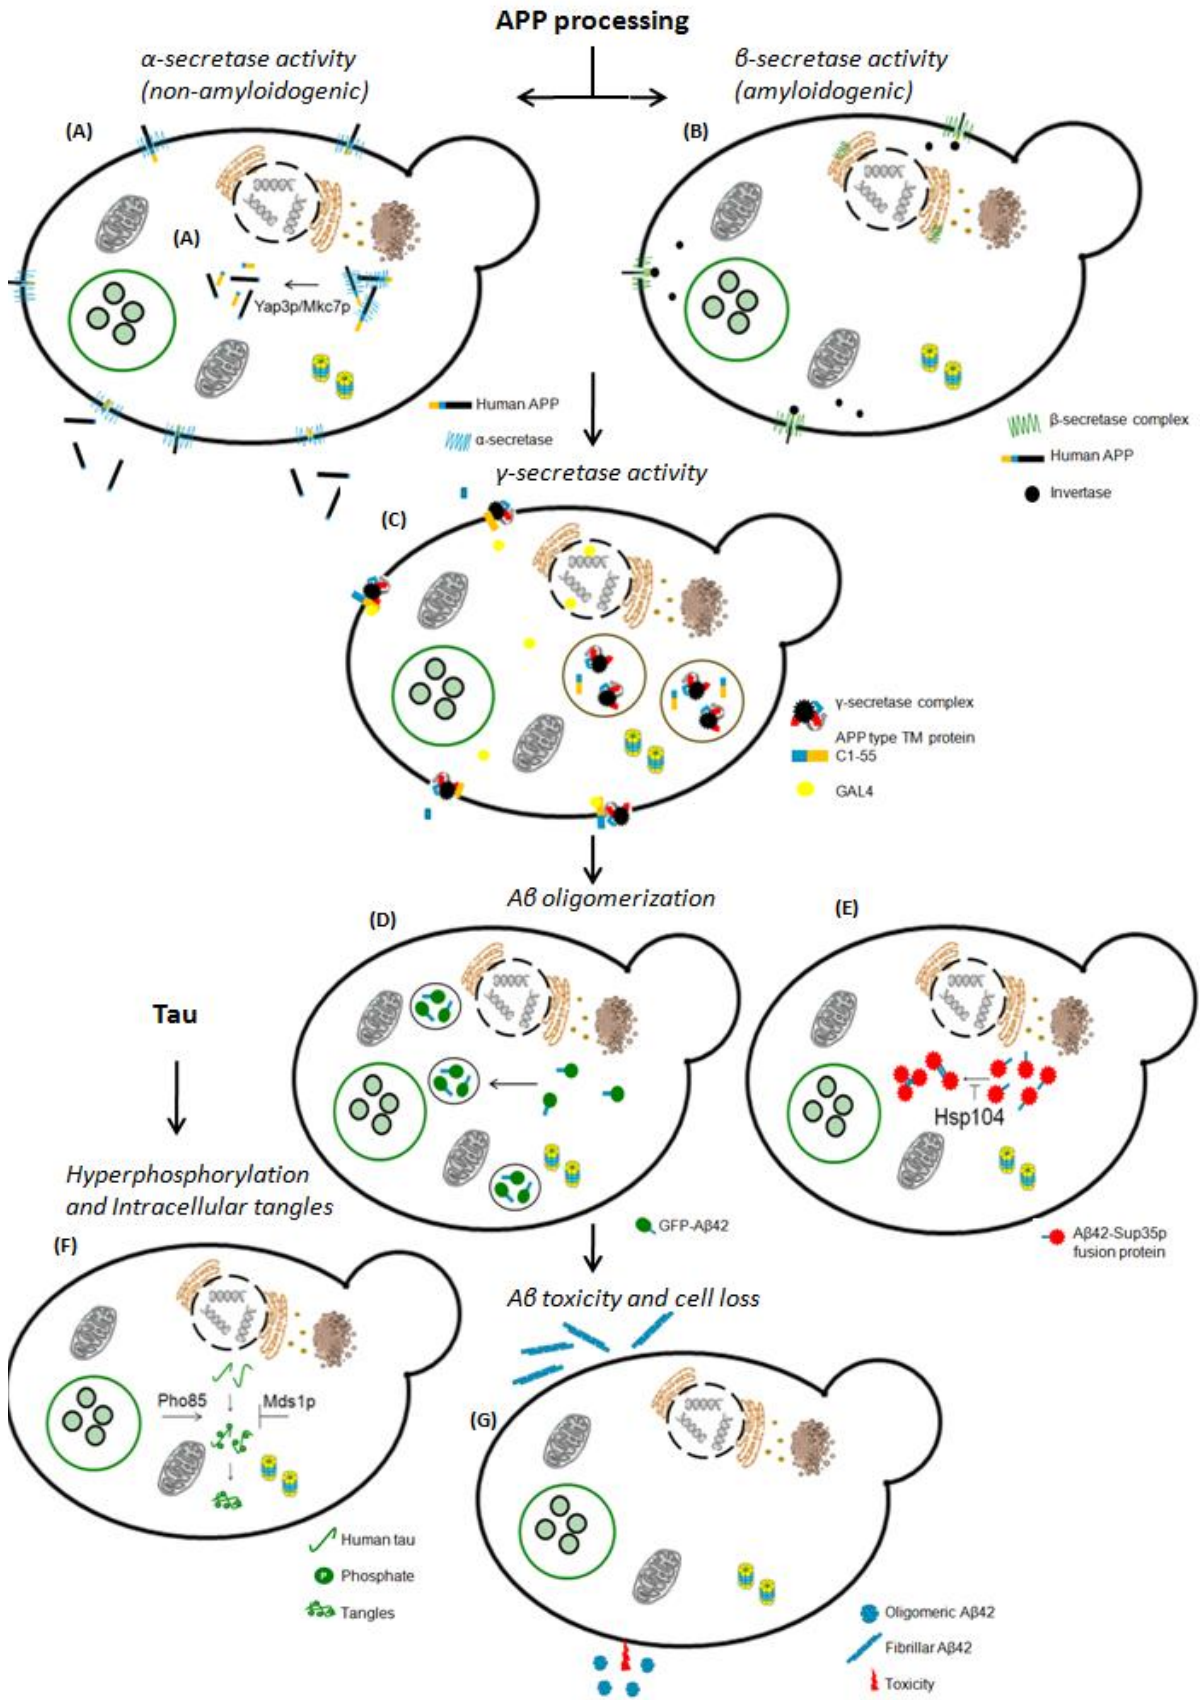 APP processing
α-secretase activity
(non-amyloidogenic)
β-secretase activity
(amyloidogenic)
(A)
(B)
(A)
Yap3p/Mkc7p
Human APP
α-secretase
β-secretase complex
Human APP
Invertase
γ-secretase activity
(C)
γ-secretase complex
APP type TM protein
C1-55
GAL4
Aβ oligomerization
(D)
(E)
Tau
Hsp104
Hyperphosphorylation
and Intracellular tangles
GFP-Aβ42
Aβ42-Sup35p
fusion protein
(F)
Aβ toxicity and cell loss
Pho85
Mds1p
(G)
Human tau
P
Phosphate
Tangles
Oligomeric Aβ42
Fibrillar Aβ42
Toxicity